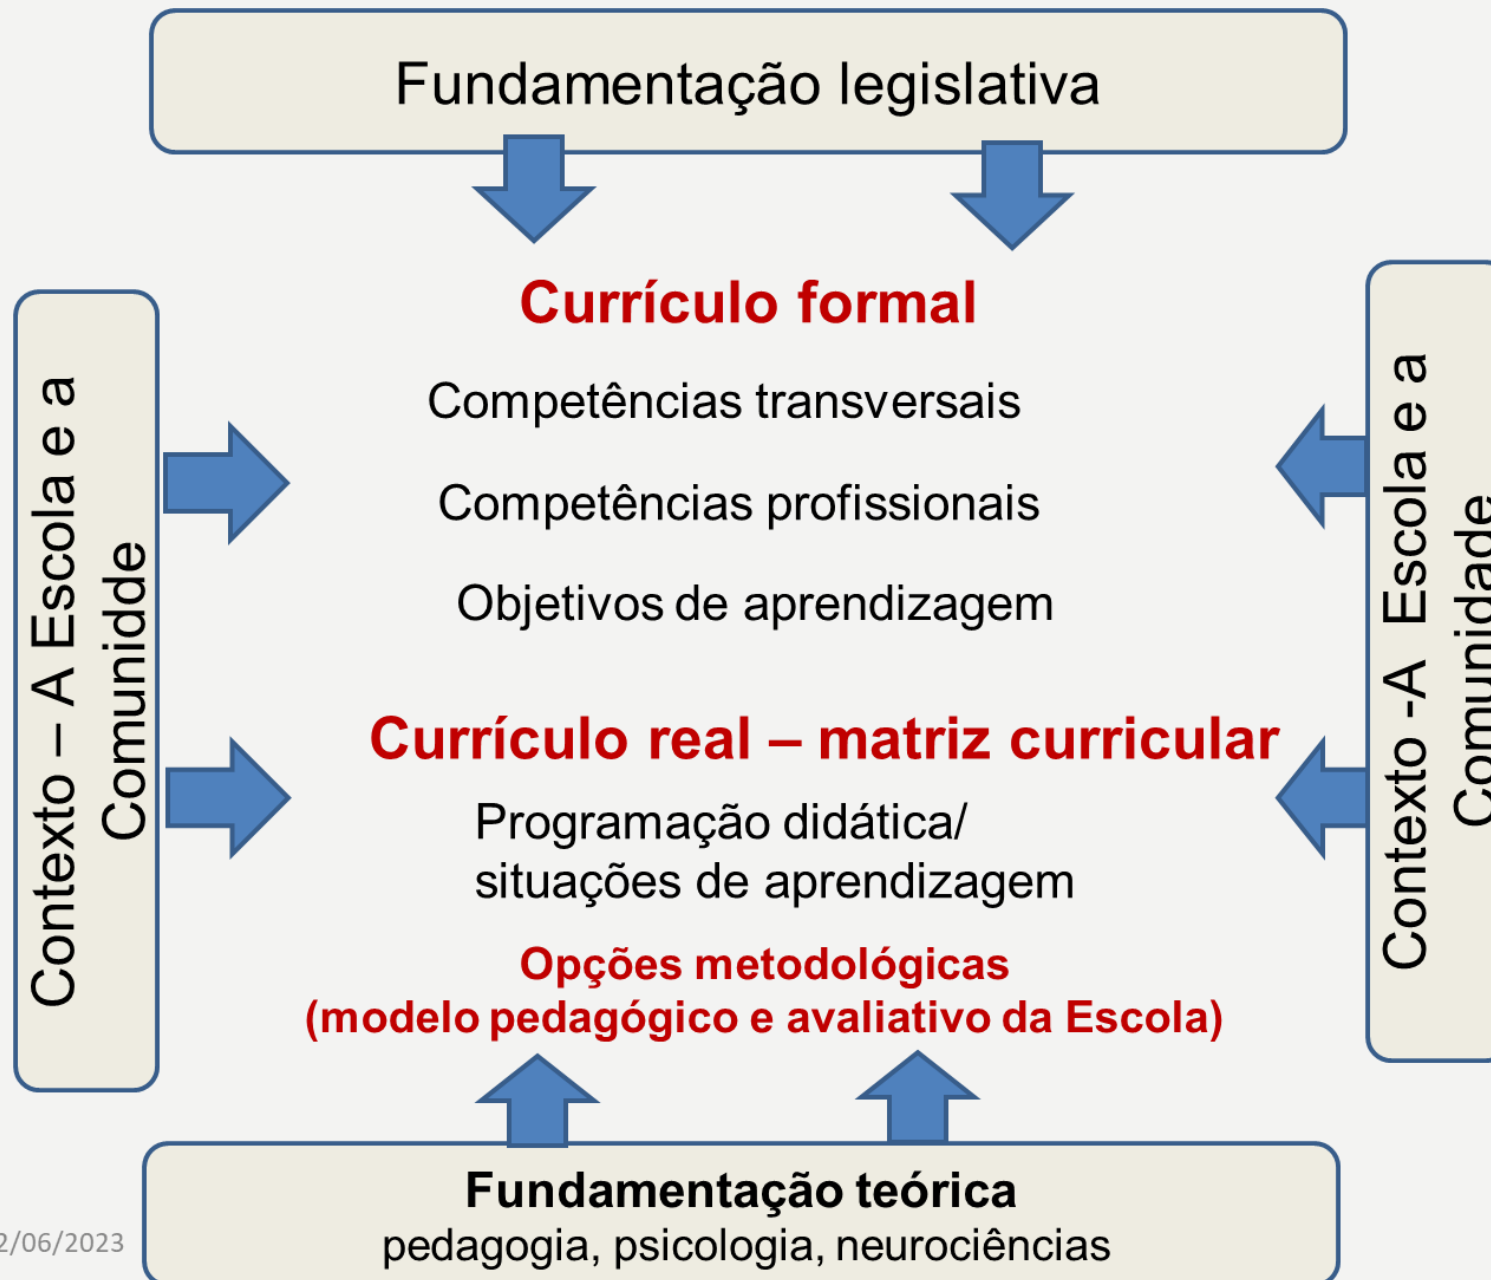 Fundamentação legislativa
Currículo formal
Competências transversais
Competências profissionais
Objetivos de aprendizagem
Currículo real – matriz curricular
Programação didática/
situações de aprendizagem
Opções metodológicas
(modelo pedagógico e avaliativo da Escola)
Contexto – A Escola e a
Comunidde
Contexto -A Escola e a
Comunidade
Fundamentação teórica
pedagogia, psicologia, neurociências
2/06/2023